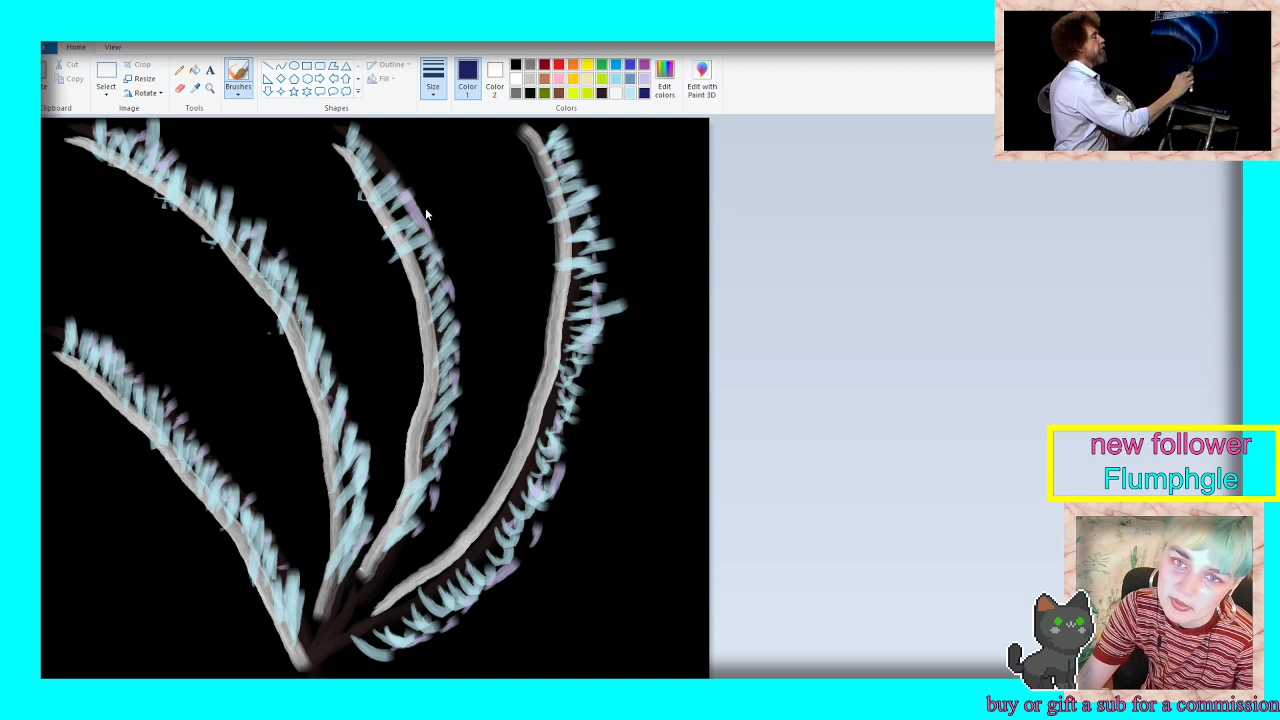 Home View
Cut
Copy
Crop
Resize
Rotate
Select
Brushes
Outline
Fill
Size
Color 1
Color 2
Edit colors
Edit with Paint 3D
Image
Tools
Shapes
Colors
new follower
Flumphgle
buy or gift a sub for a commission